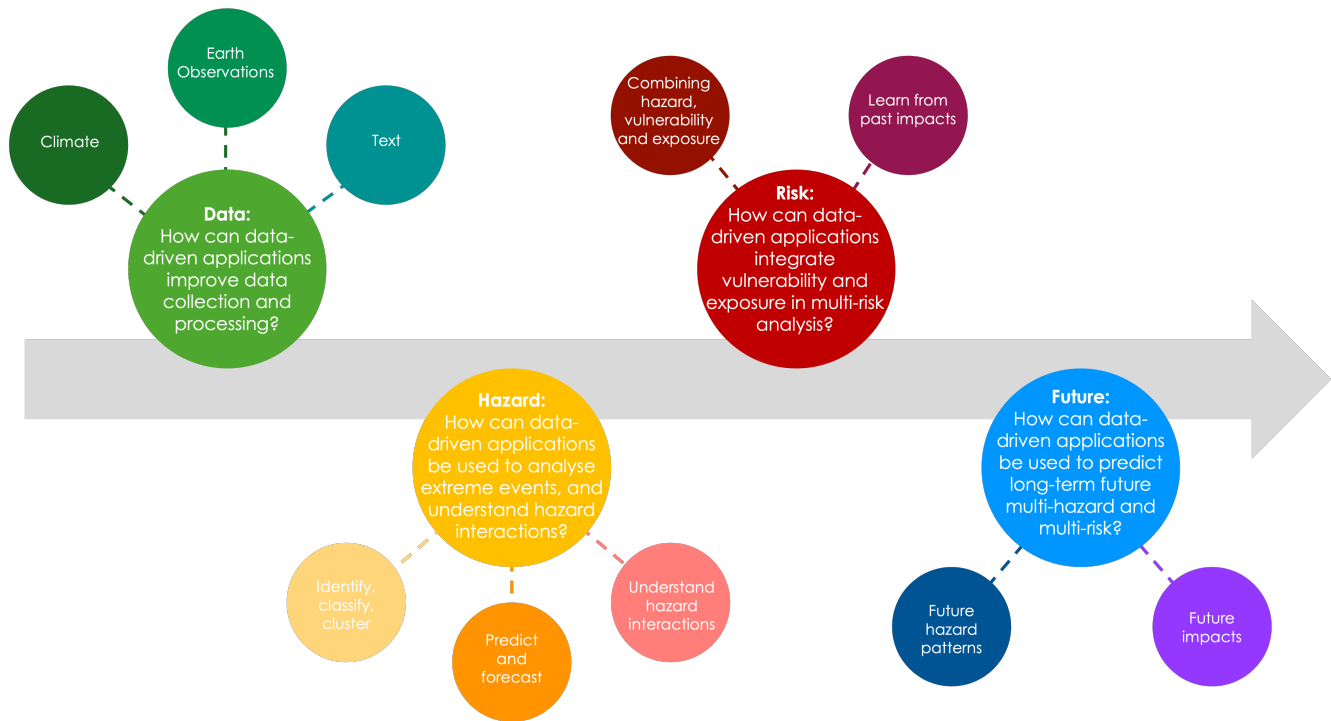 Earth
Observations
Climate
Text
Data:
How can data-
driven applications
improve data
collection and
processing?
Combining
hazard,
vulnerability
and exposure
Learn from
past impacts
Risk:
How can data-
driven applications
integrate
vulnerability and
exposure in multi-risk
analysis?
Hazard:
How can data-
driven applications
be used to analyse
extreme events, and
understand hazard
interactions?
Identify,
classify,
cluster
Predict
and
forecast
Understand
hazard
interactions
Future:
How can data-
driven applications
be used to predict
long-term future
multi-hazard and
multi-risk?
Future
hazard
patterns
Future
impacts